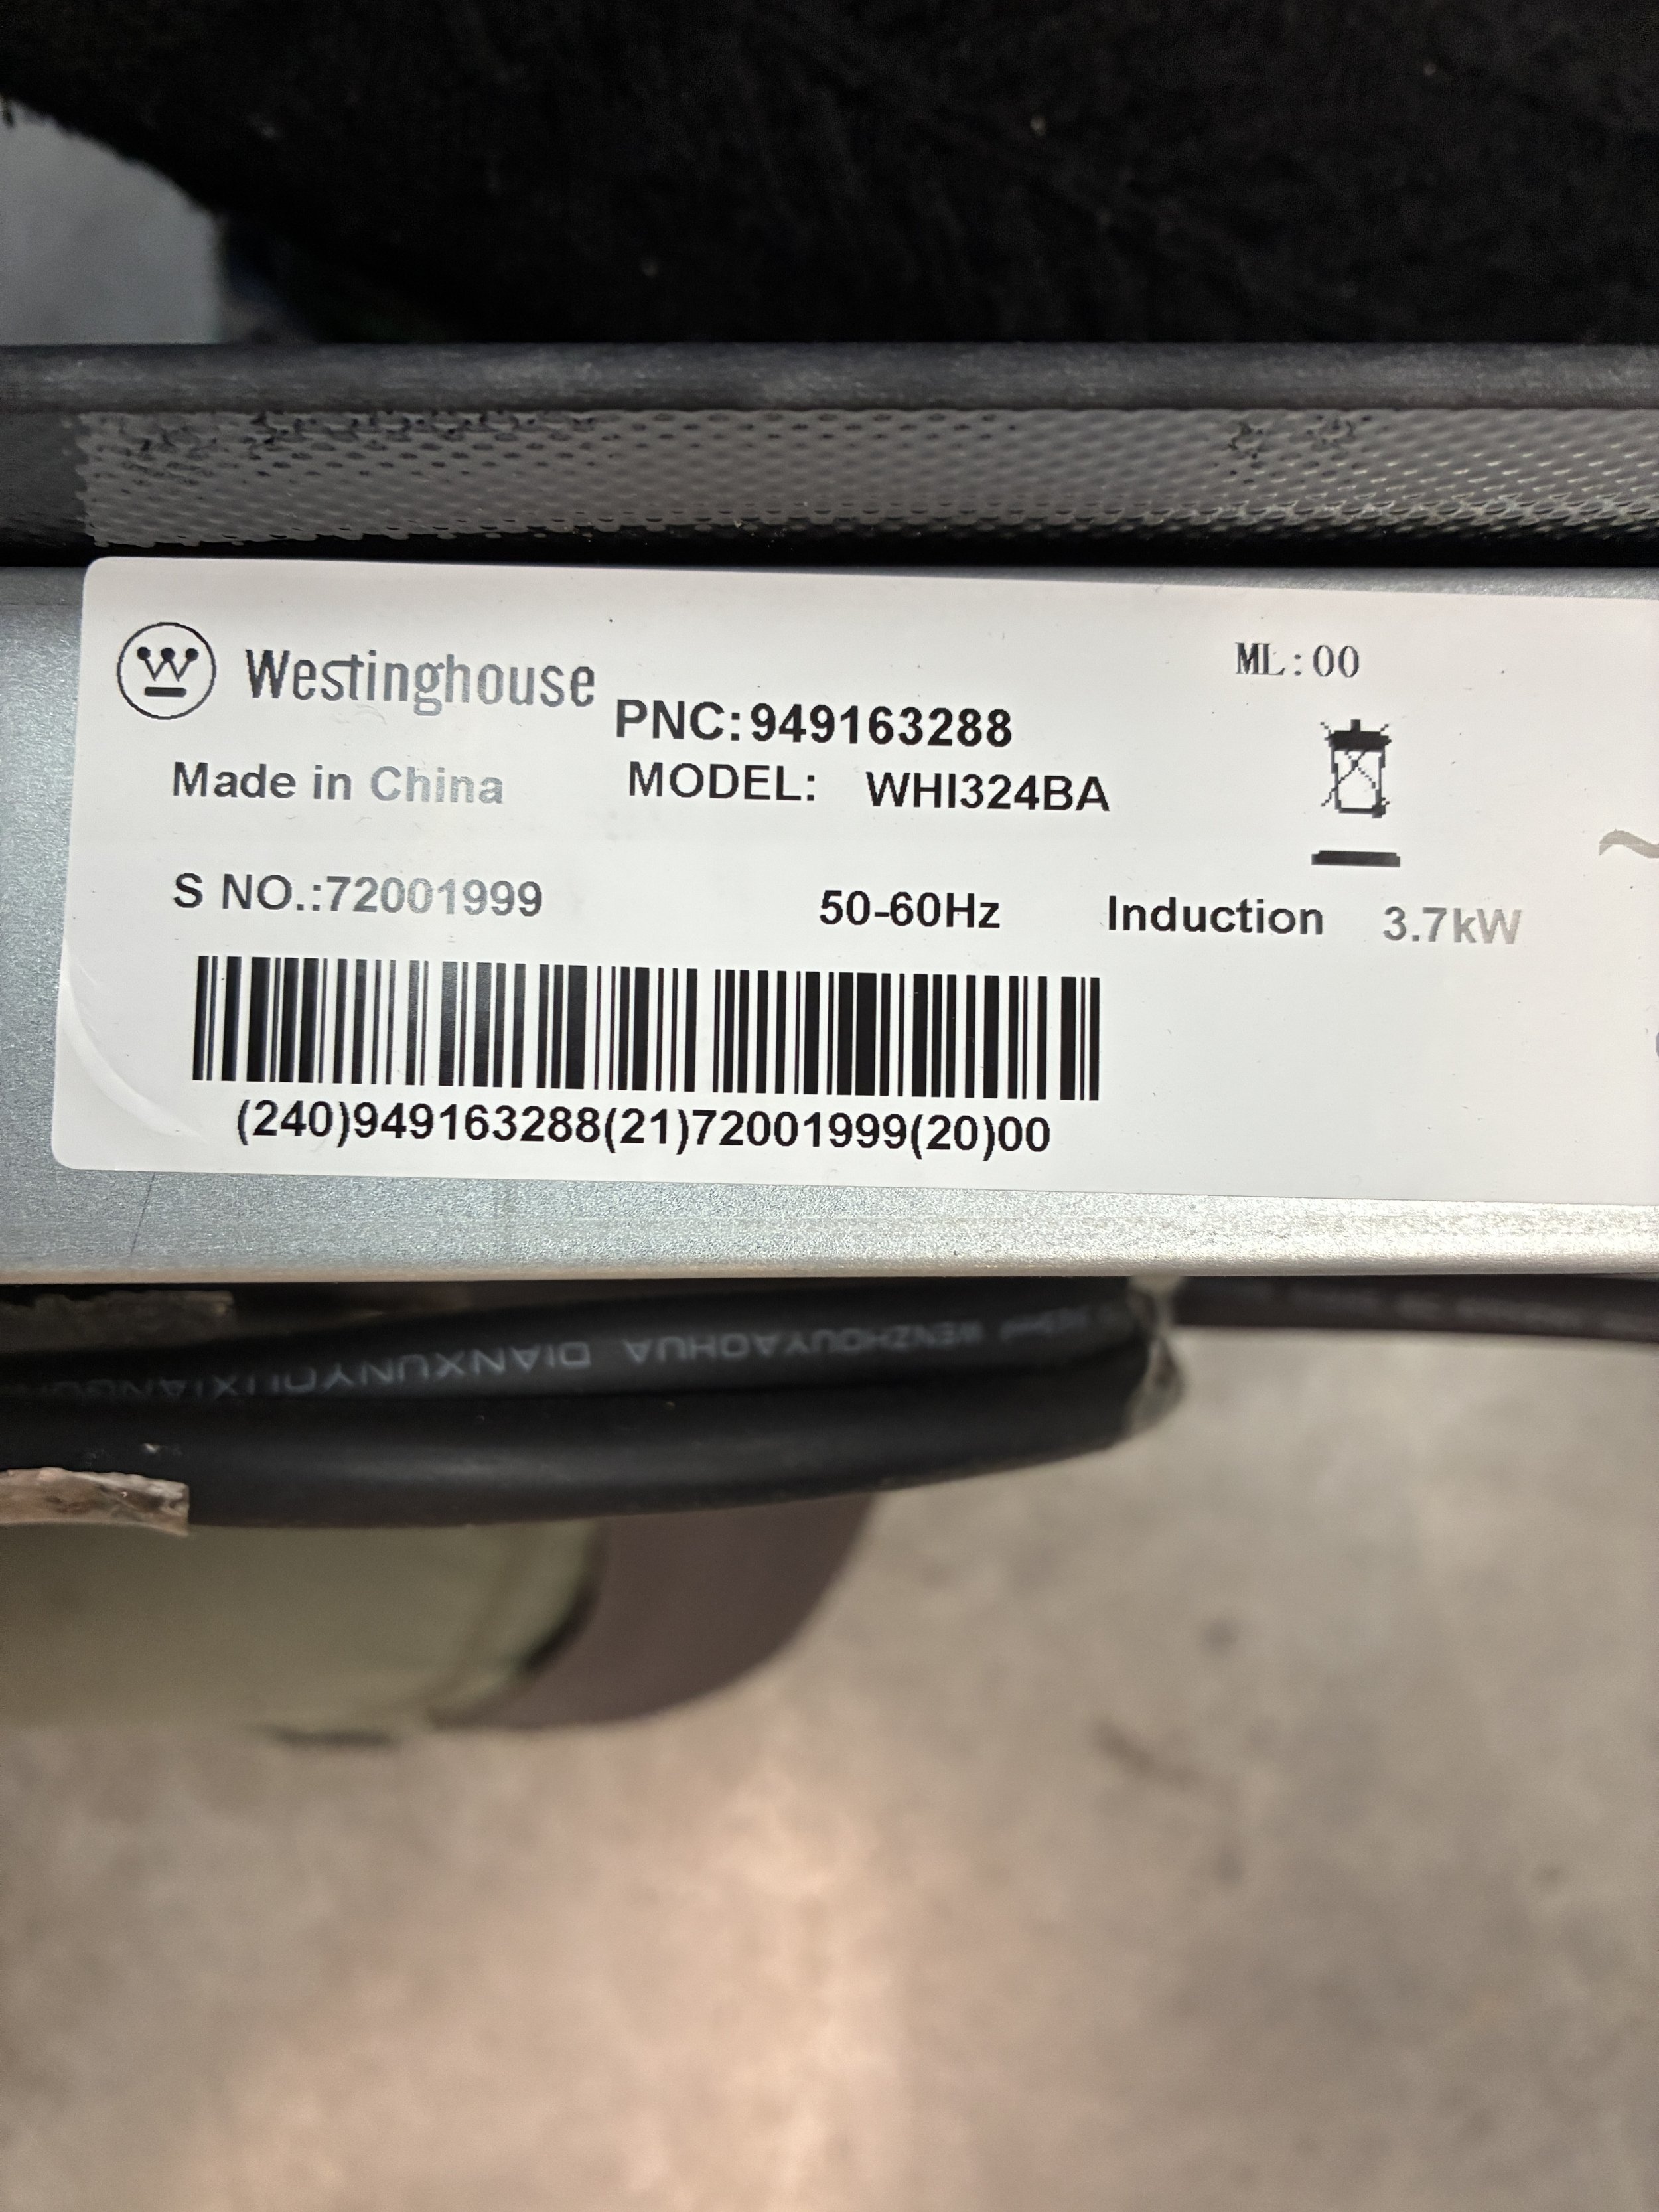 Westinghouse
ML:00
PNC:949163288
Made in China
MODEL: WHI324BA
S NO.:72001999
50-60Hz
Induction 3.7kW
(240)949163288(21)72001999(20)00
WENZHOUYAOHUA DIANXUNYOUXIANGON